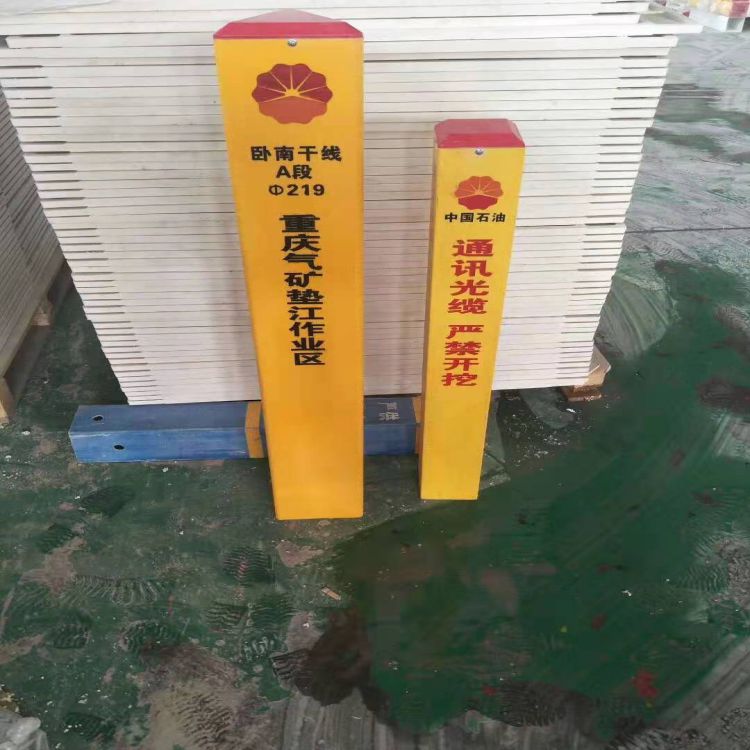 卧南干线
A段
Φ219
重庆气矿垫江作业区
中国石油
通讯光缆 严禁开挖